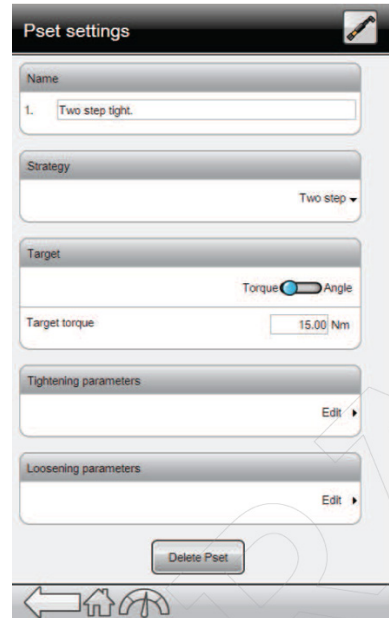 Pset settings
Name
1. Two step tight.
Strategy
Two step
Target
Torque Angle
Target torque 15.00 Nm
Tightening parameters
Edit
Loosening parameters
Edit
Delete Pset